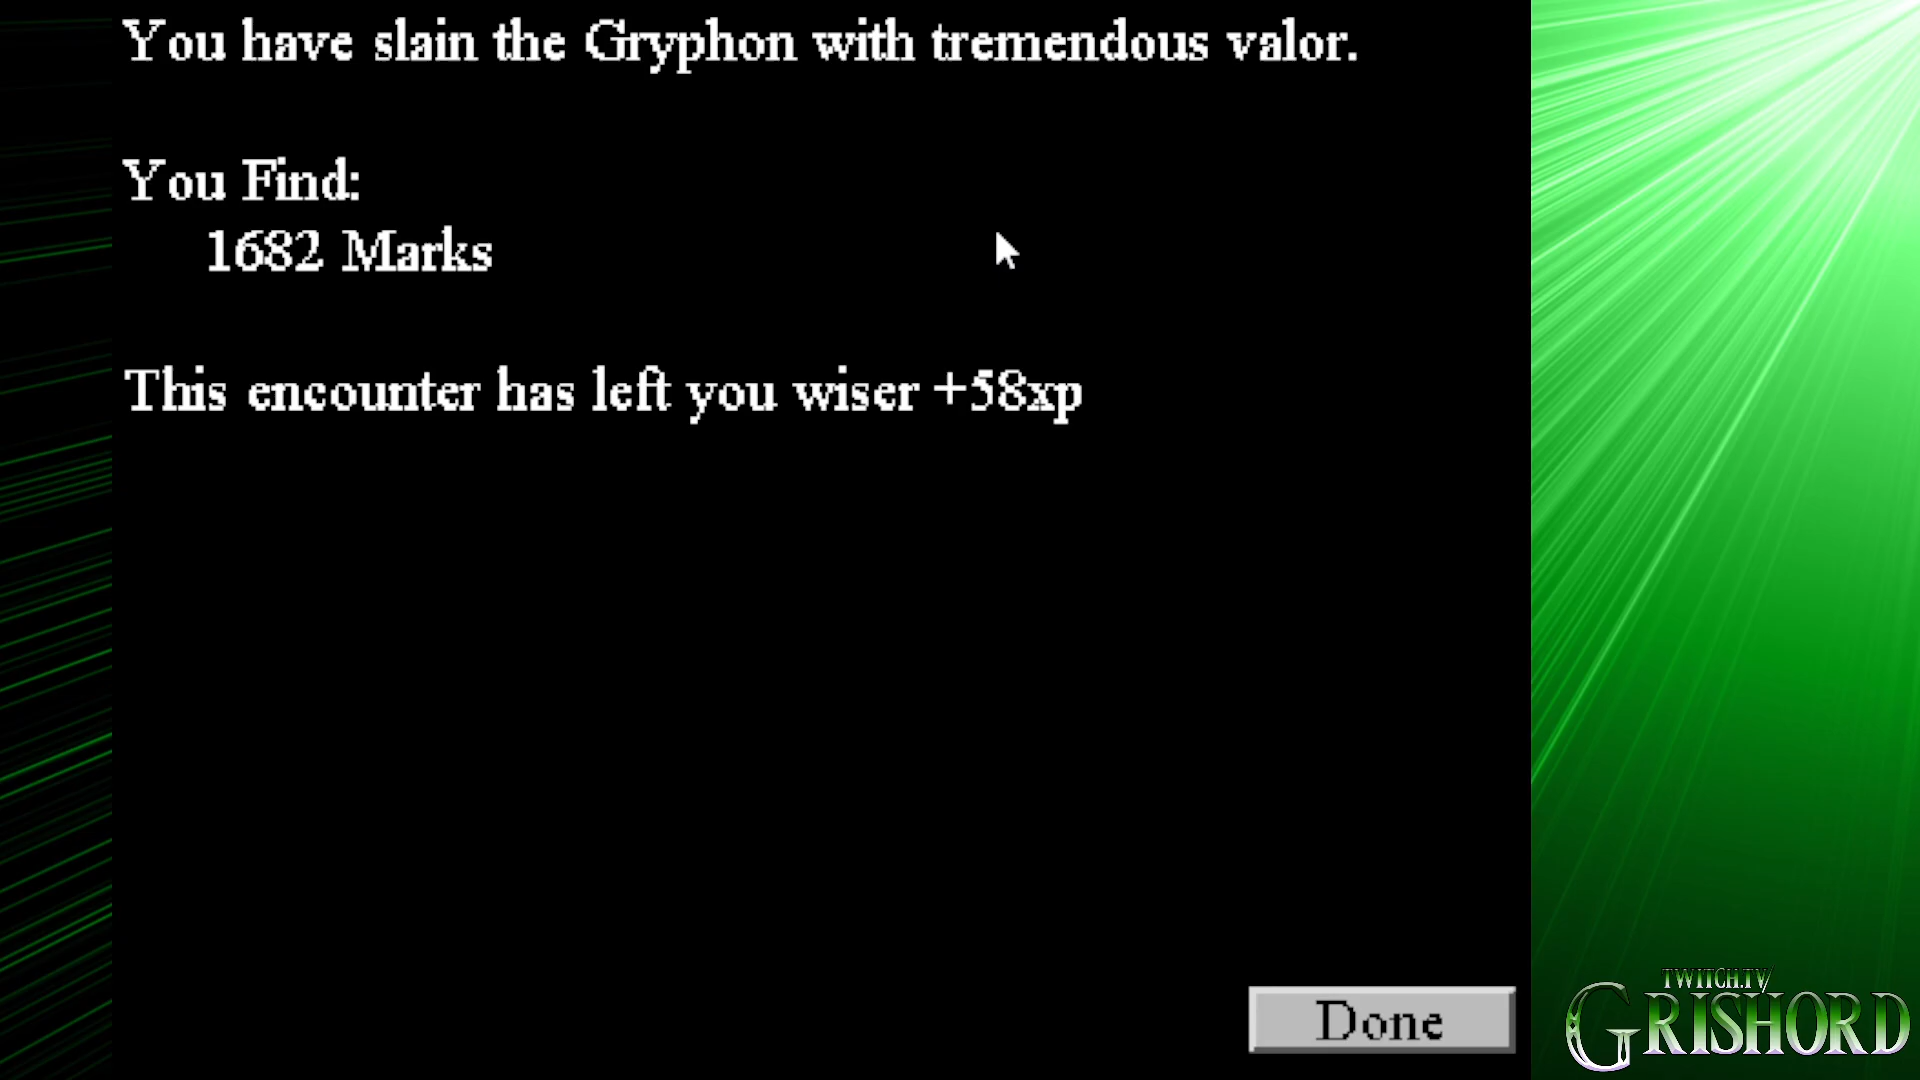 You have slain the Gryphon with tremendous valor.
You Find:
1682 Marks
This encounter has left you wiser +58xp
Done
TWITCH.TV/
GRISHORD